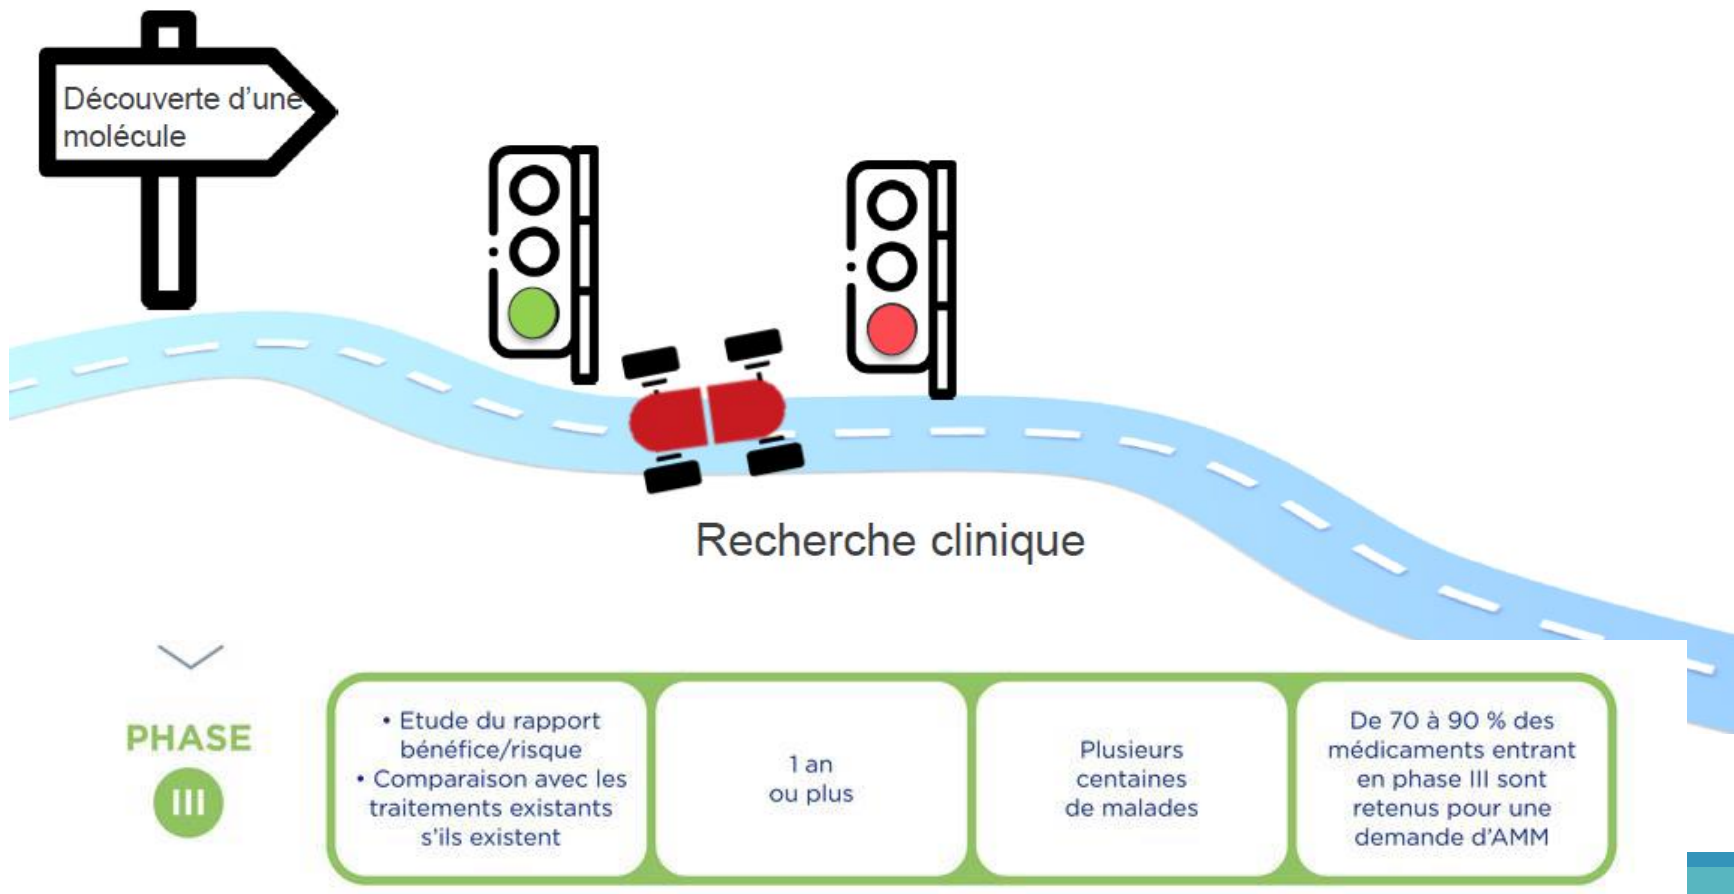 Découverte d'une
molécule
Recherche clinique
PHASE
III
• Etude du rapport
bénéfice/risque
• Comparaison avec les
traitements existants
s'ils existent
1 an
ou plus
Plusieurs
centaines
de malades
De 70 à 90 % des
médicaments entrant
en phase III sont
retenus pour une
demande d'AMM